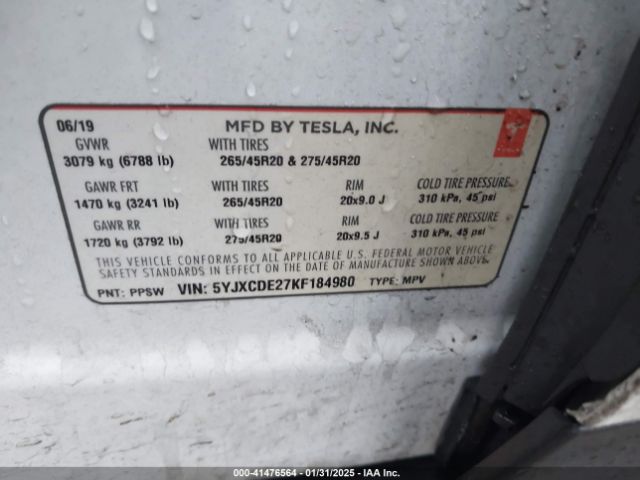 06/19 MFD BY TESLA, INC.
GVWR WITH TIRES
3079 kg (6788 lb) 265/45R20 & 275/45R20
GAWR FRT WITH TIRES RIM COLD TIRE PRESSURE
1470 kg (3241 lb) 265/45R20 20x9.0 J 310 kPa, 45 psi
GAWR RR WITH TIRES RIM COLD TIRE PRESSURE
1720 kg (3792 lb) 275/45R20 20x9.5 J 310 kPa, 45 psi
THIS VEHICLE CONFORMS TO ALL APPLICABLE U.S. FEDERAL MOTOR VEHICLE
SAFETY STANDARDS IN EFFECT ON THE DATE OF MANUFACTURE SHOWN ABOVE.
PNT: PPSW VIN: 5YJXCDE27KF184980 TYPE: MPV
000-41476564 - 01/31/2025 - IAA Inc.